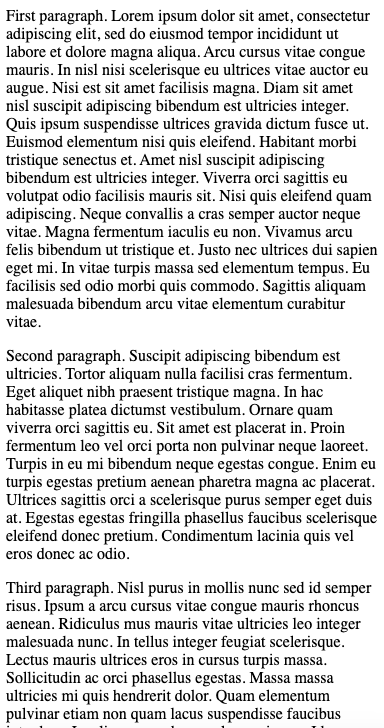 First paragraph. Lorem ipsum dolor sit amet, consectetur
adipiscing elit, sed do eiusmod tempor incididunt ut
labore et dolore magna aliqua. Arcu cursus vitae congue
mauris. In nisl nisi scelerisque eu ultrices vitae auctor eu
augue. Nisi est sit amet facilisis magna. Diam sit amet
nisl suscipit adipiscing bibendum est ultricies integer.
Quis ipsum suspendisse ultrices gravida dictum fusce ut.
Euismod elementum nisi quis eleifend. Habitant morbi
tristique senectus et. Amet nisl suscipit adipiscing
bibendum est ultricies integer. Viverra orci sagittis eu
volutpat odio facilisis mauris sit. Nisi quis eleifend quam
adipiscing. Neque convallis a cras semper auctor neque
vitae. Magna fermentum iaculis eu non. Vivamus arcu
felis bibendum ut tristique et. Justo nec ultrices dui sapien
eget mi. In vitae turpis massa sed elementum tempus. Eu
facilisis sed odio morbi quis commodo. Sagittis aliquam
malesuada bibendum arcu vitae elementum curabitur
vitae.
Second paragraph. Suscipit adipiscing bibendum est
ultricies. Tortor aliquam nulla facilisi cras fermentum.
Eget aliquet nibh praesent tristique magna. In hac
habitasse platea dictumst vestibulum. Ornare quam
viverra orci sagittis eu. Sit amet est placerat in. Proin
fermentum leo vel orci porta non pulvinar neque laoreet.
Turpis in eu mi bibendum neque egestas congue. Enim eu
turpis egestas pretium aenean pharetra magna ac placerat.
Ultrices sagittis orci a scelerisque purus semper eget duis
at. Egestas egestas fringilla phasellus faucibus scelerisque
eleifend donec pretium. Condimentum lacinia quis vel
eros donec ac odio.
Third paragraph. Nisl purus in mollis nunc sed id semper
risus. Ipsum a arcu cursus vitae congue mauris rhoncus
aenean. Ridiculus mus mauris vitae ultricies leo integer
malesuada nunc. In tellus integer feugiat scelerisque.
Lectus mauris ultrices eros in cursus turpis massa.
Sollicitudin ac orci phasellus egestas. Massa massa
ultricies mi quis hendrerit dolor. Quam elementum
pulvinar etiam non quam lacus suspendisse faucibus